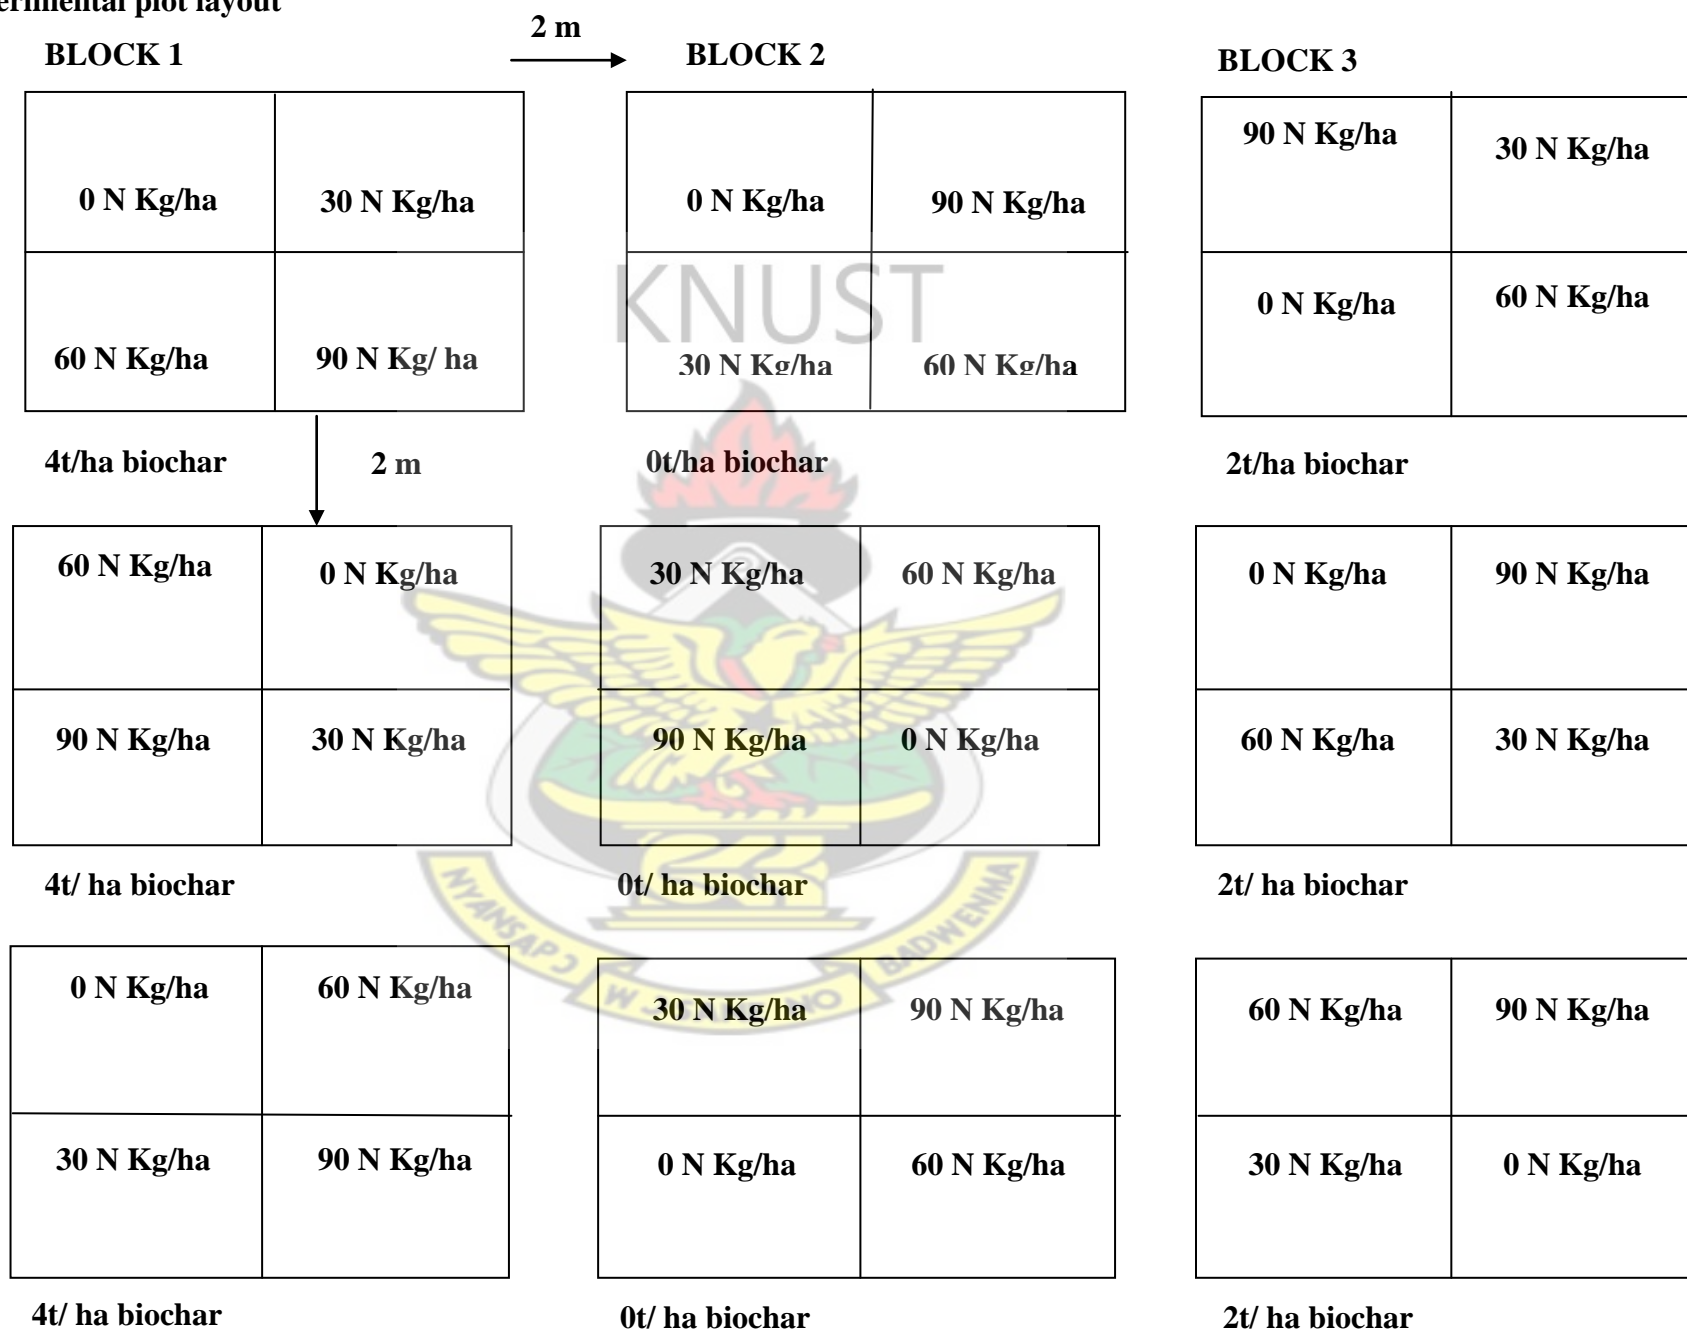 erimental plot layout
2 m
BLOCK 1 BLOCK 2 BLOCK 3
0 N Kg/ha 30 N Kg/ha 0 N Kg/ha 90 N Kg/ha 90 N Kg/ha 30 N Kg/ha
60 N Kg/ha 90 N Kg/ ha 30 N Kg/ha 60 N Kg/ha 0 N Kg/ha 60 N Kg/ha
KNUST
4t/ha biochar 2 m 0t/ha biochar 2t/ha biochar
60 N Kg/ha 0 N Kg/ha 30 N Kg/ha 60 N Kg/ha 0 N Kg/ha 90 N Kg/ha
90 N Kg/ha 30 N Kg/ha 90 N Kg/ha 0 N Kg/ha 60 N Kg/ha 30 N Kg/ha
4t/ ha biochar 0t/ ha biochar 2t/ ha biochar
NYANSAPƆ W BADWENMA
0 N Kg/ha 60 N Kg/ha 30 N Kg/ha 90 N Kg/ha 60 N Kg/ha 90 N Kg/ha
30 N Kg/ha 90 N Kg/ha 0 N Kg/ha 60 N Kg/ha 30 N Kg/ha 0 N Kg/ha
4t/ ha biochar 0t/ ha biochar 2t/ ha biochar